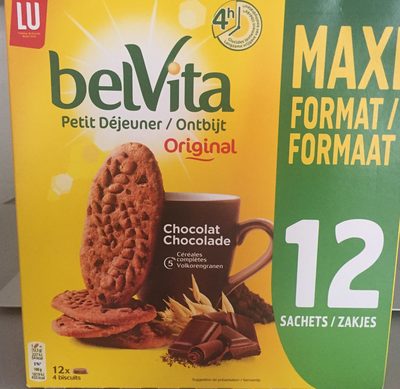 LU
4h
belVita
Petit Déjeuner / Ontbijt
Original
MAXI
FORMAT /
FORMAAT
Chocolat
Chocolade
5 Céréales
complètes
Volkorengranen
12
SACHETS / ZAKJES
12x
4 biscuits